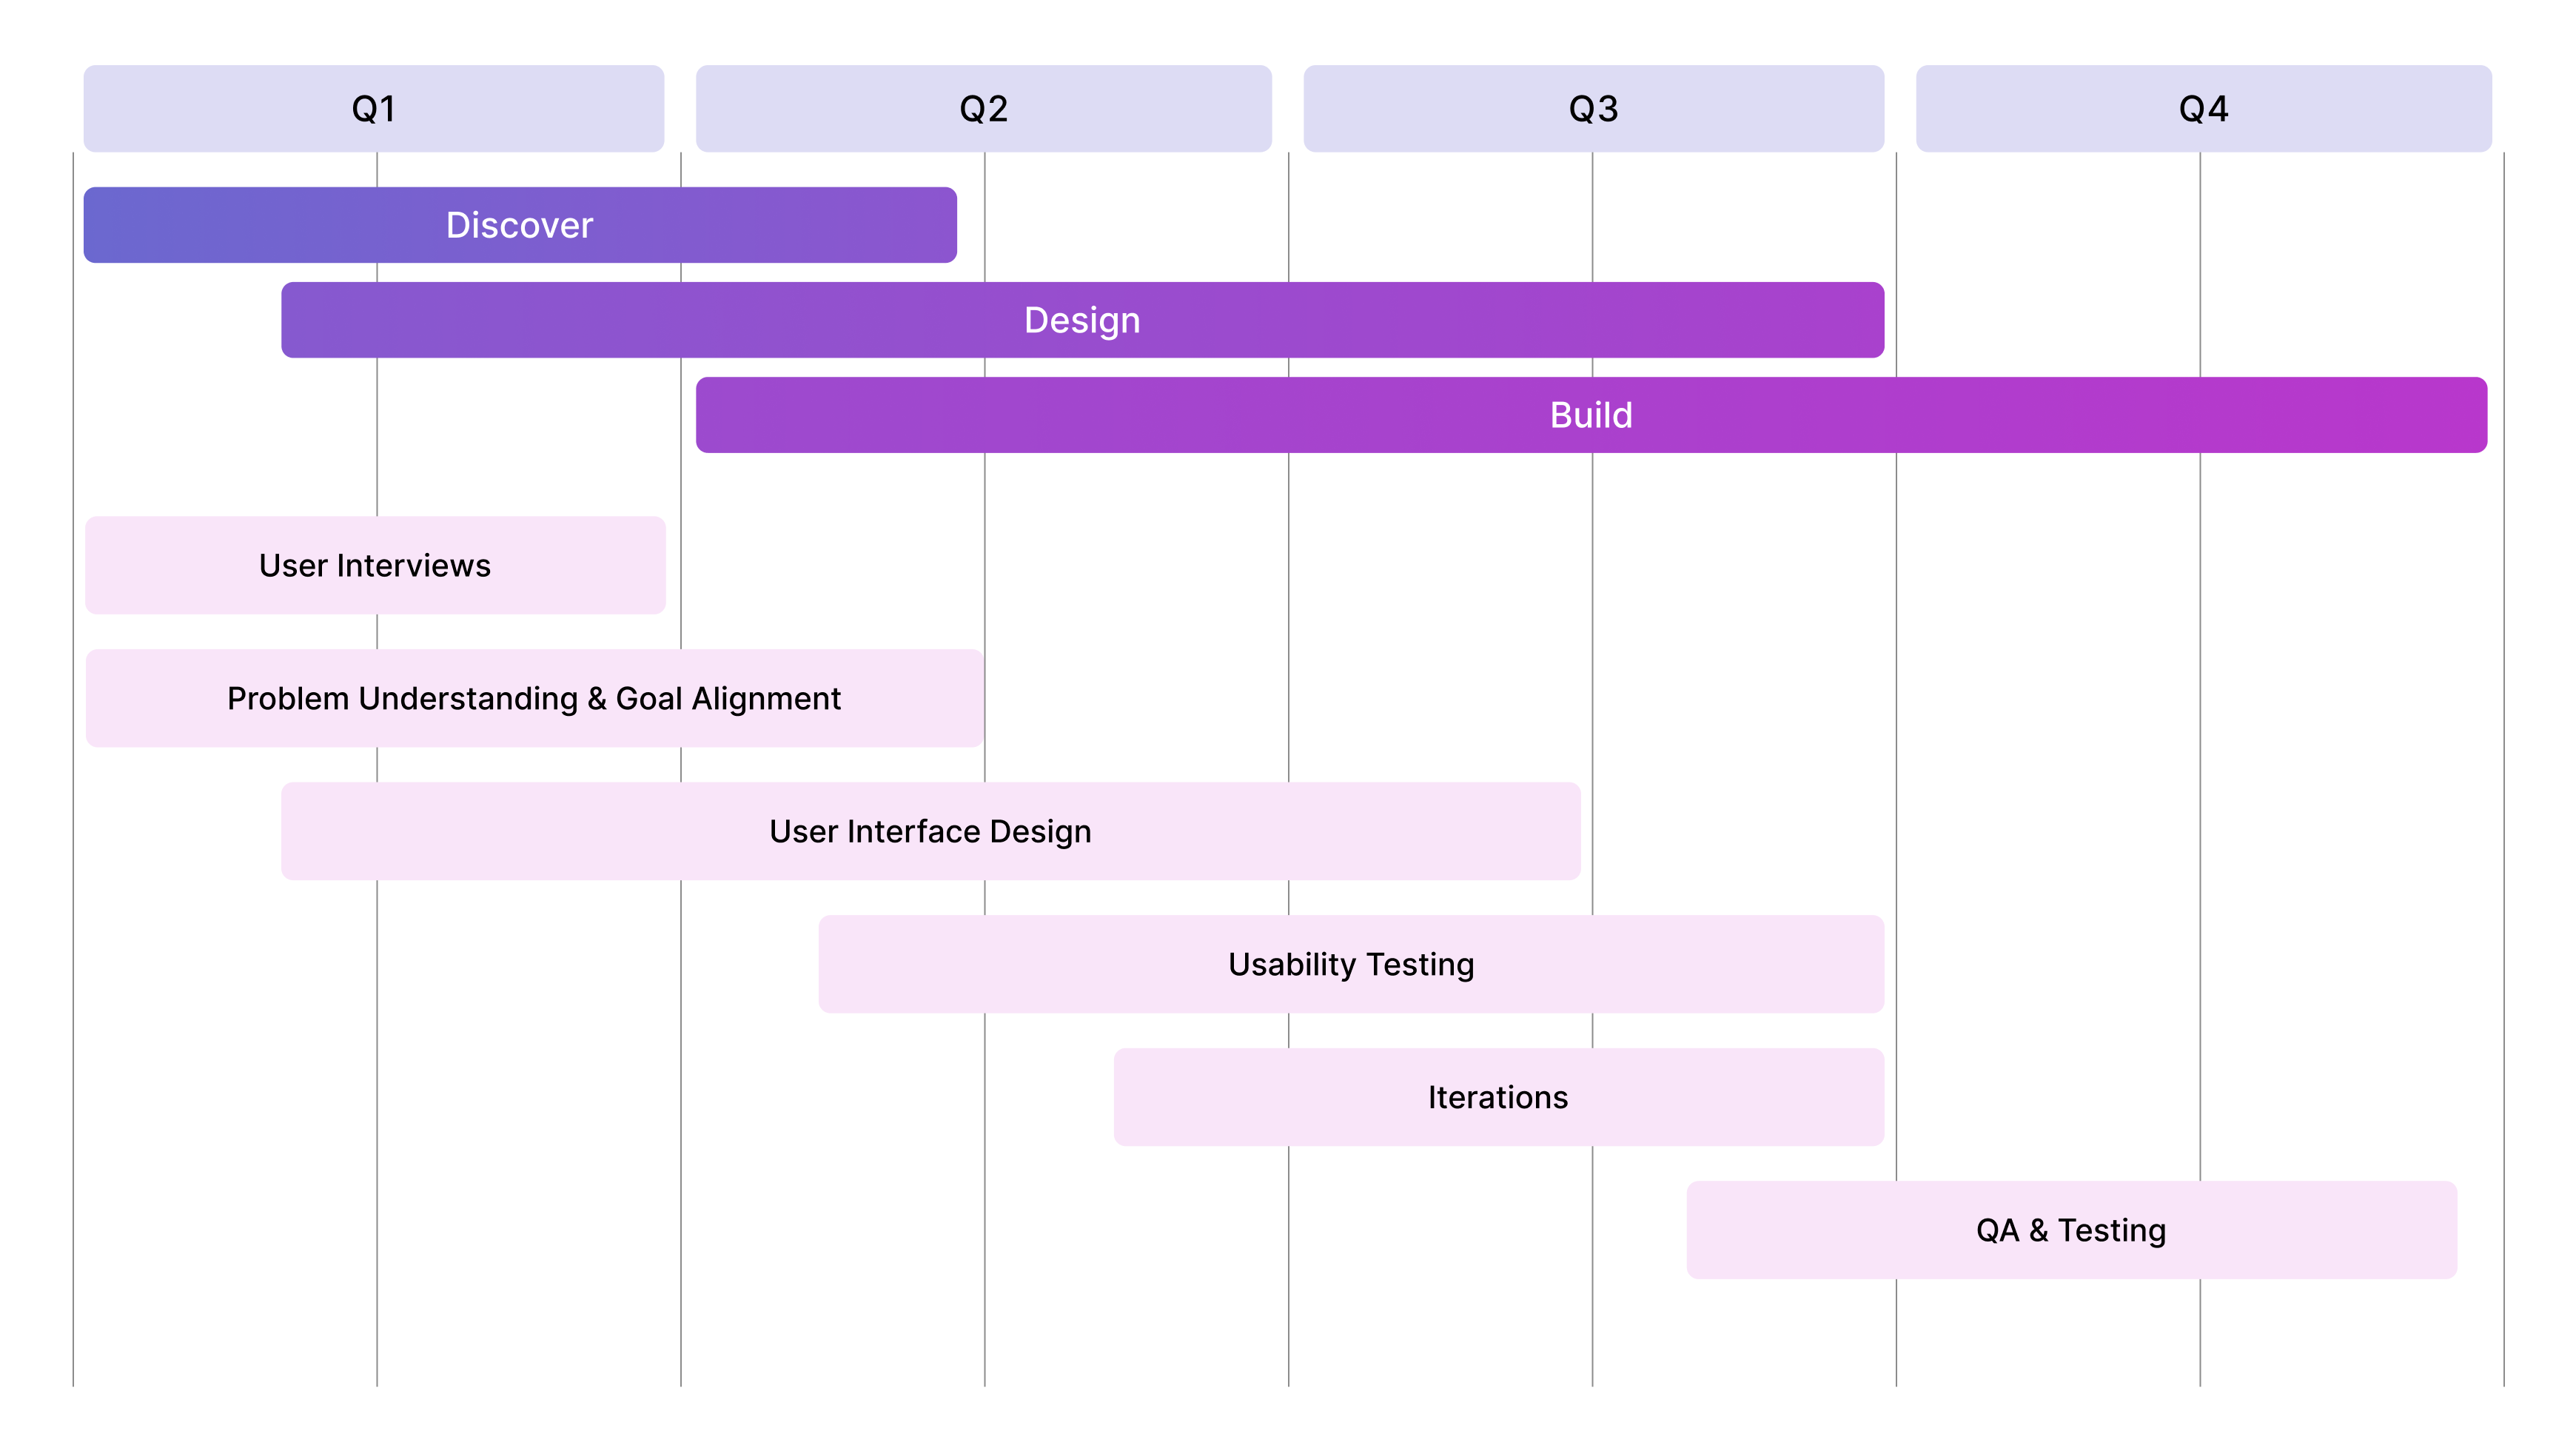 Q1
Q2
Q3
Q4
Discover
Design
Build
User Interviews
Problem Understanding & Goal Alignment
User Interface Design
Usability Testing
Iterations
QA & Testing